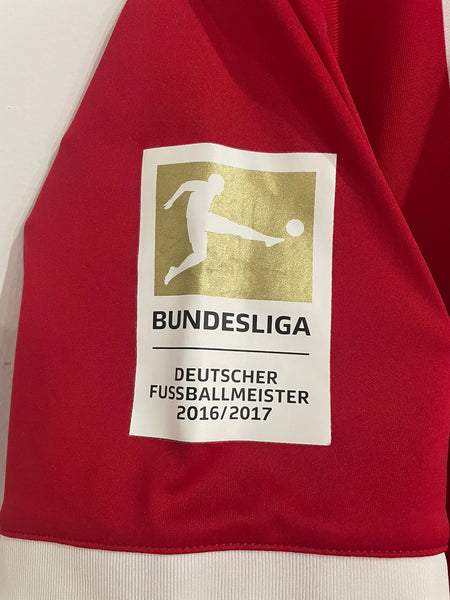 BUNDESLIGA
DEUTSCHER
FUSSBALLMEISTER
2016/2017